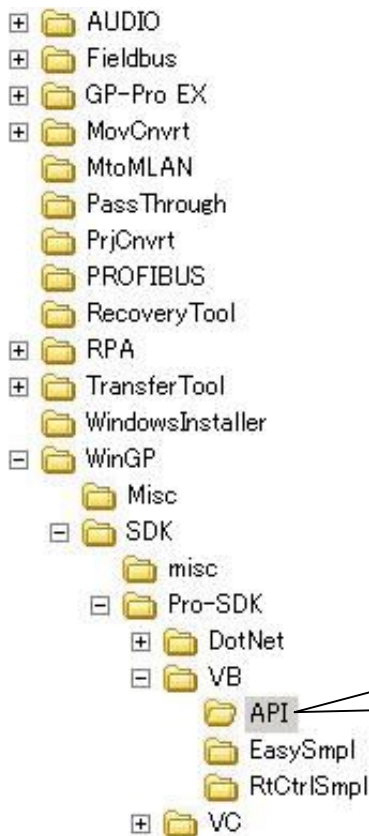 AUDIO
Fieldbus
GP-Pro EX
MovCnvrt
MtoMLAN
PassThrough
PrjCnvrt
PROFIBUS
RecoveryTool
RPA
TransferTool
WindowsInstaller
WinGP
Misc
SDK
misc
Pro-SDK
DotNet
VB
API
EasySmpl
RtCtrlSmpl
VC